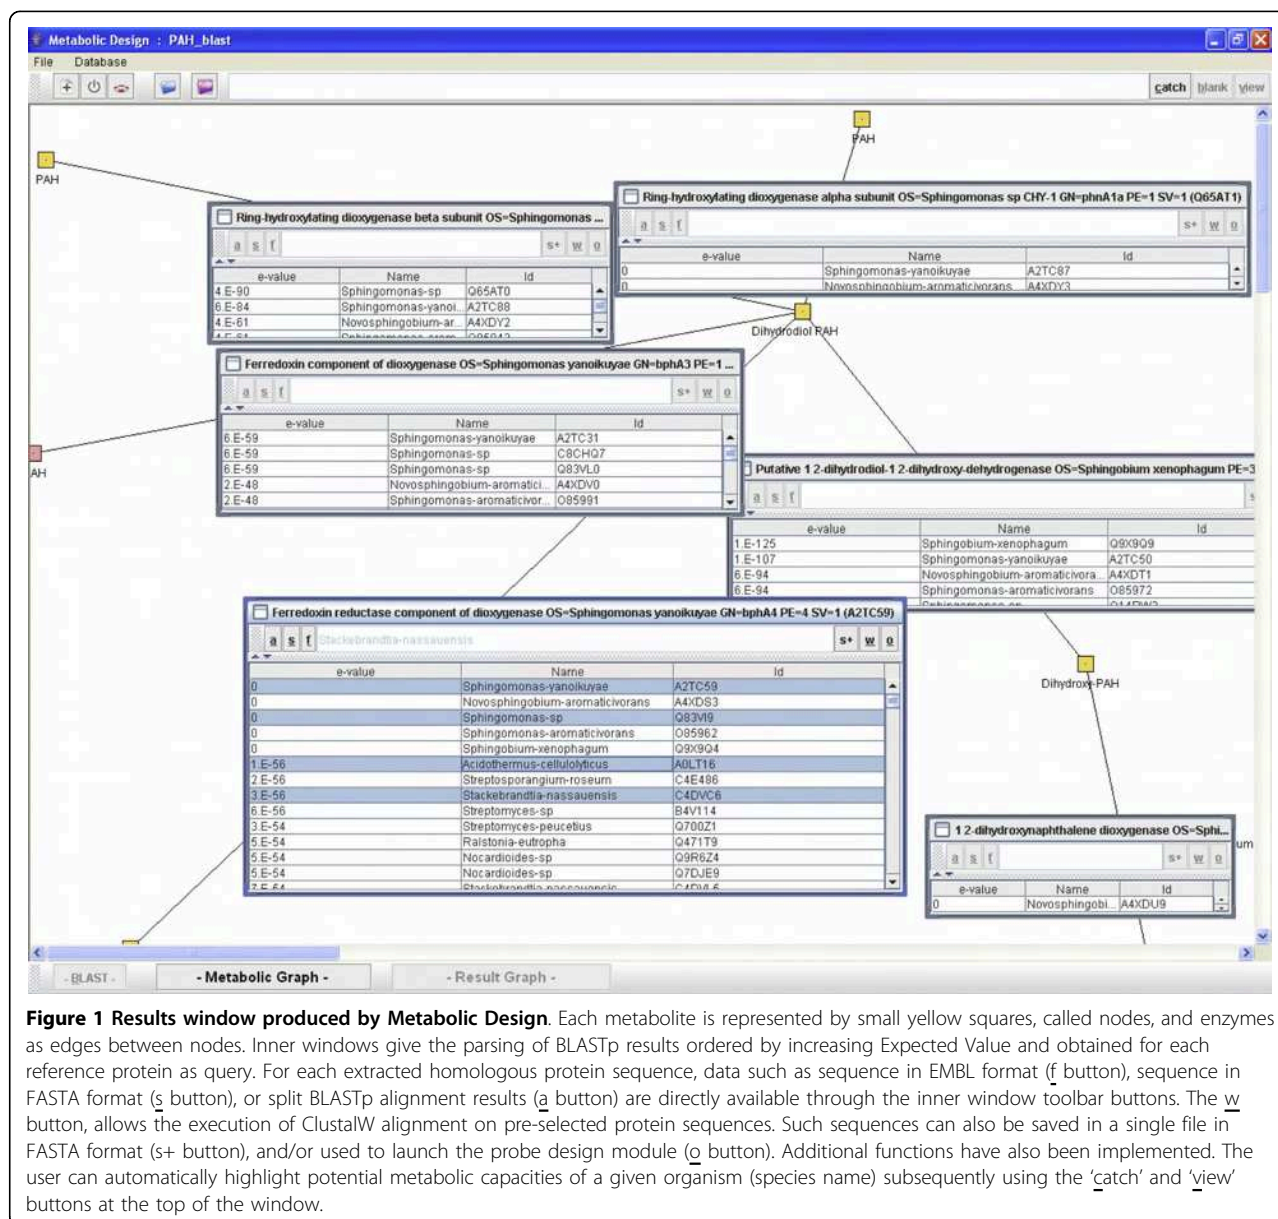 Metabolic Design : PAH_blast
File Database
catch blank view
PAH
PAH
Ring-hydroxylating dioxygenase alpha subunit OS=Sphingomonas sp CHY-1 GN=phnA1a PE=1 SV=1 (Q65AT1)
a s f s+ w o
e-value Name Id
0 Sphingomonas-yanoikuyae A2TC87
0 Novosphingobium-aromaticivorans A4XDY3
Ring-hydroxylating dioxygenase beta subunit OS=Sphingomonas ...
a s f s+ w o
e-value Name Id
4.E-90 Sphingomonas-sp Q65AT0
6.E-84 Sphingomonas-yanoi... A2TC88
4.E-61 Novosphingobium-ar... A4XDY2
Dihydrodiol PAH
Ferredoxin component of dioxygenase OS=Sphingomonas yanoikuyae GN=bphA3 PE=1 ...
a s f s+ w o
e-value Name Id
6.E-59 Sphingomonas-yanoikuyae A2TC31
6.E-59 Sphingomonas-sp C8CHQ7
6.E-59 Sphingomonas-sp Q83VL0
2.E-48 Novosphingobium-aromatici... A4XDV0
2.E-48 Sphingomonas-aromaticivor... O85991
AH
Putative 1 2-dihydrodiol-1 2-dihydroxy-dehydrogenase OS=Sphingobium xenophagum PE=3
a s f s
e-value Name Id
1.E-125 Sphingobium-xenophagum Q9X9Q9
1.E-107 Sphingomonas-yanoikuyae A2TC50
6.E-94 Novosphingobium-aromaticivora... A4XDT1
6.E-94 Sphingomonas-aromaticivorans O85972
Ferredoxin reductase component of dioxygenase OS=Sphingomonas yanoikuyae GN=bphA4 PE=4 SV=1 (A2TC59)
a s f Stackebrandtia-nassauensis s+ w o
e-value Name Id
0 Sphingomonas-yanoikuyae A2TC59
0 Novosphingobium-aromaticivorans A4XDS3
0 Sphingomonas-sp Q83VI9
0 Sphingomonas-aromaticivorans O85962
0 Sphingobium-xenophagum Q9X9Q4
1.E-56 Acidothermus-cellulolyticus A0LT16
2.E-56 Streptosporangium-roseum C4E486
3.E-56 Stackebrandtia-nassauensis C4DVC6
6.E-56 Streptomyces-sp B4V114
3.E-54 Streptomyces-peucetius Q700Z1
5.E-54 Ralstonia-eutropha Q471T9
5.E-54 Nocardioides-sp Q9R6Z4
5.E-54 Nocardioides-sp Q7DJE9
Dihydroxy-PAH
1 2-dihydroxynaphthalene dioxygenase OS=Sphi...
um
a s f s+ w o
e-value Name Id
0 Novosphingobi... A4XDU9
- BLAST - - Metabolic Graph - - Result Graph -
Figure 1 Results window produced by Metabolic Design. Each metabolite is represented by small yellow squares, called nodes, and enzymes
as edges between nodes. Inner windows give the parsing of BLASTp results ordered by increasing Expected Value and obtained for each
reference protein as query. For each extracted homologous protein sequence, data such as sequence in EMBL format (f button), sequence in
FASTA format (s button), or split BLASTp alignment results (a button) are directly available through the inner window toolbar buttons. The w
button, allows the execution of ClustalW alignment on pre-selected protein sequences. Such sequences can also be saved in a single file in
FASTA format (s+ button), and/or used to launch the probe design module (o button). Additional functions have also been implemented. The
user can automatically highlight potential metabolic capacities of a given organism (species name) subsequently using the ‘catch’ and ‘view’
buttons at the top of the window.